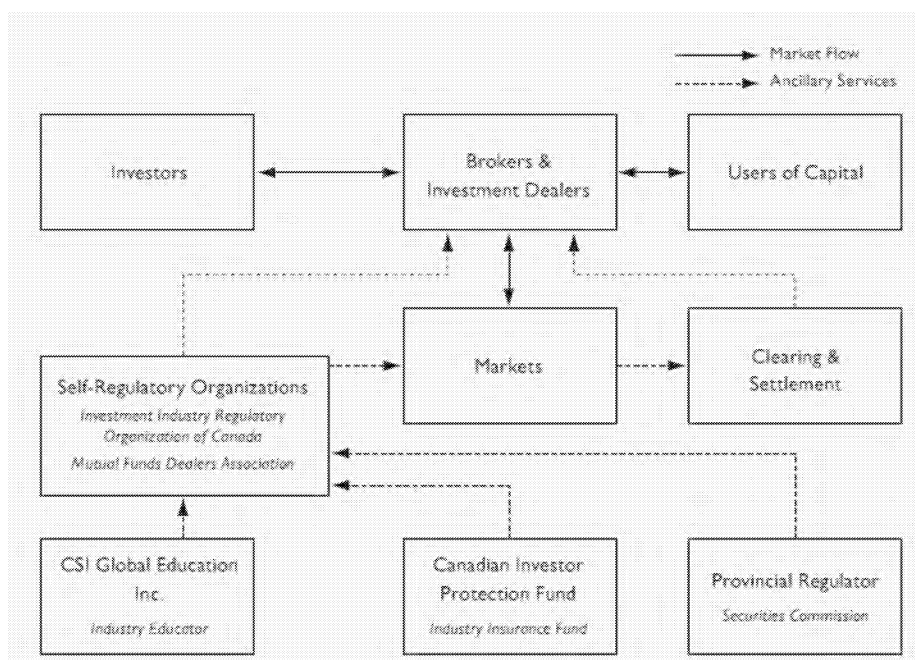 Market Flow
Ancillary Services
Investors
Brokers &
Investment Dealers
Users of Capital
Markets
Clearing &
Settlement
Self-Regulatory Organizations
Investment Industry Regulatory
Organization of Canada
Mutual Funds Dealers Association
CSI Global Education
Inc.
Industry Educator
Canadian Investor
Protection Fund
Industry Insurance Fund
Provincial Regulator
Securities Commission